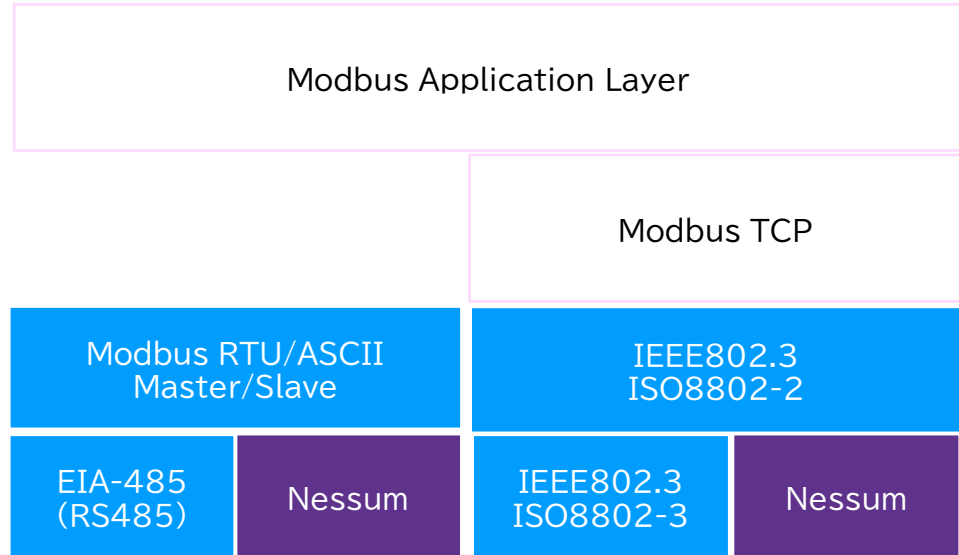 Modbus Application Layer
Modbus TCP
Modbus RTU/ASCII
Master/Slave
IEEE802.3
ISO8802-2
EIA-485
(RS485)
Nessum
IEEE802.3
ISO8802-3
Nessum